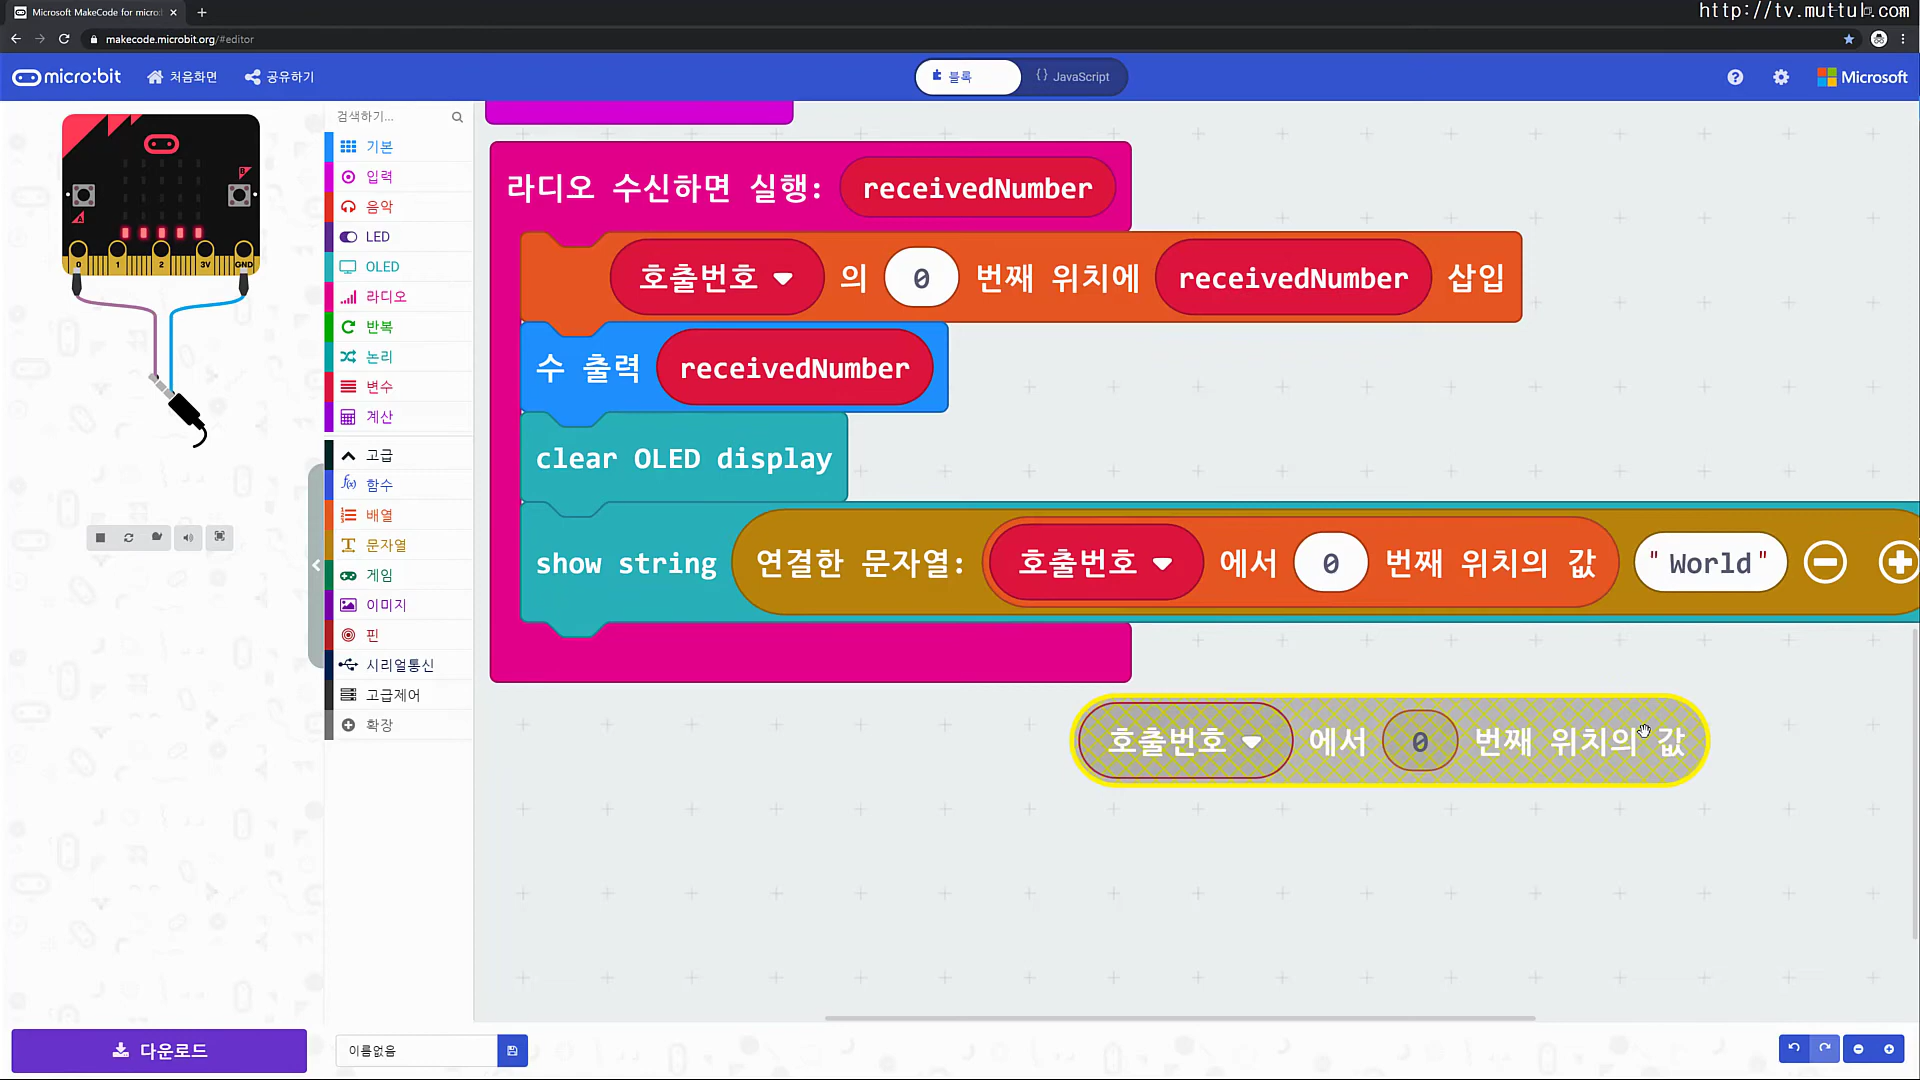 Microsoft MakeCode for micro:
http://tv.muttul.com
makecode.microbit.org/#editor
micro:bit
처음화면
공유하기
블록
{ } JavaScript
Microsoft
검색하기...
기본
입력
음악
LED
OLED
라디오
반복
논리
변수
계산
고급
함수
배열
문자열
게임
이미지
핀
시리얼통신
고급제어
확장
B
A
0 1 2 3V GND
라디오 수신하면 실행: receivedNumber
호출번호 의 0 번째 위치에 receivedNumber 삽입
수 출력 receivedNumber
clear OLED display
show string 연결한 문자열: 호출번호 에서 0 번째 위치의 값 "World"
호출번호 에서 0 번째 위치의 값
다운로드
이름없음